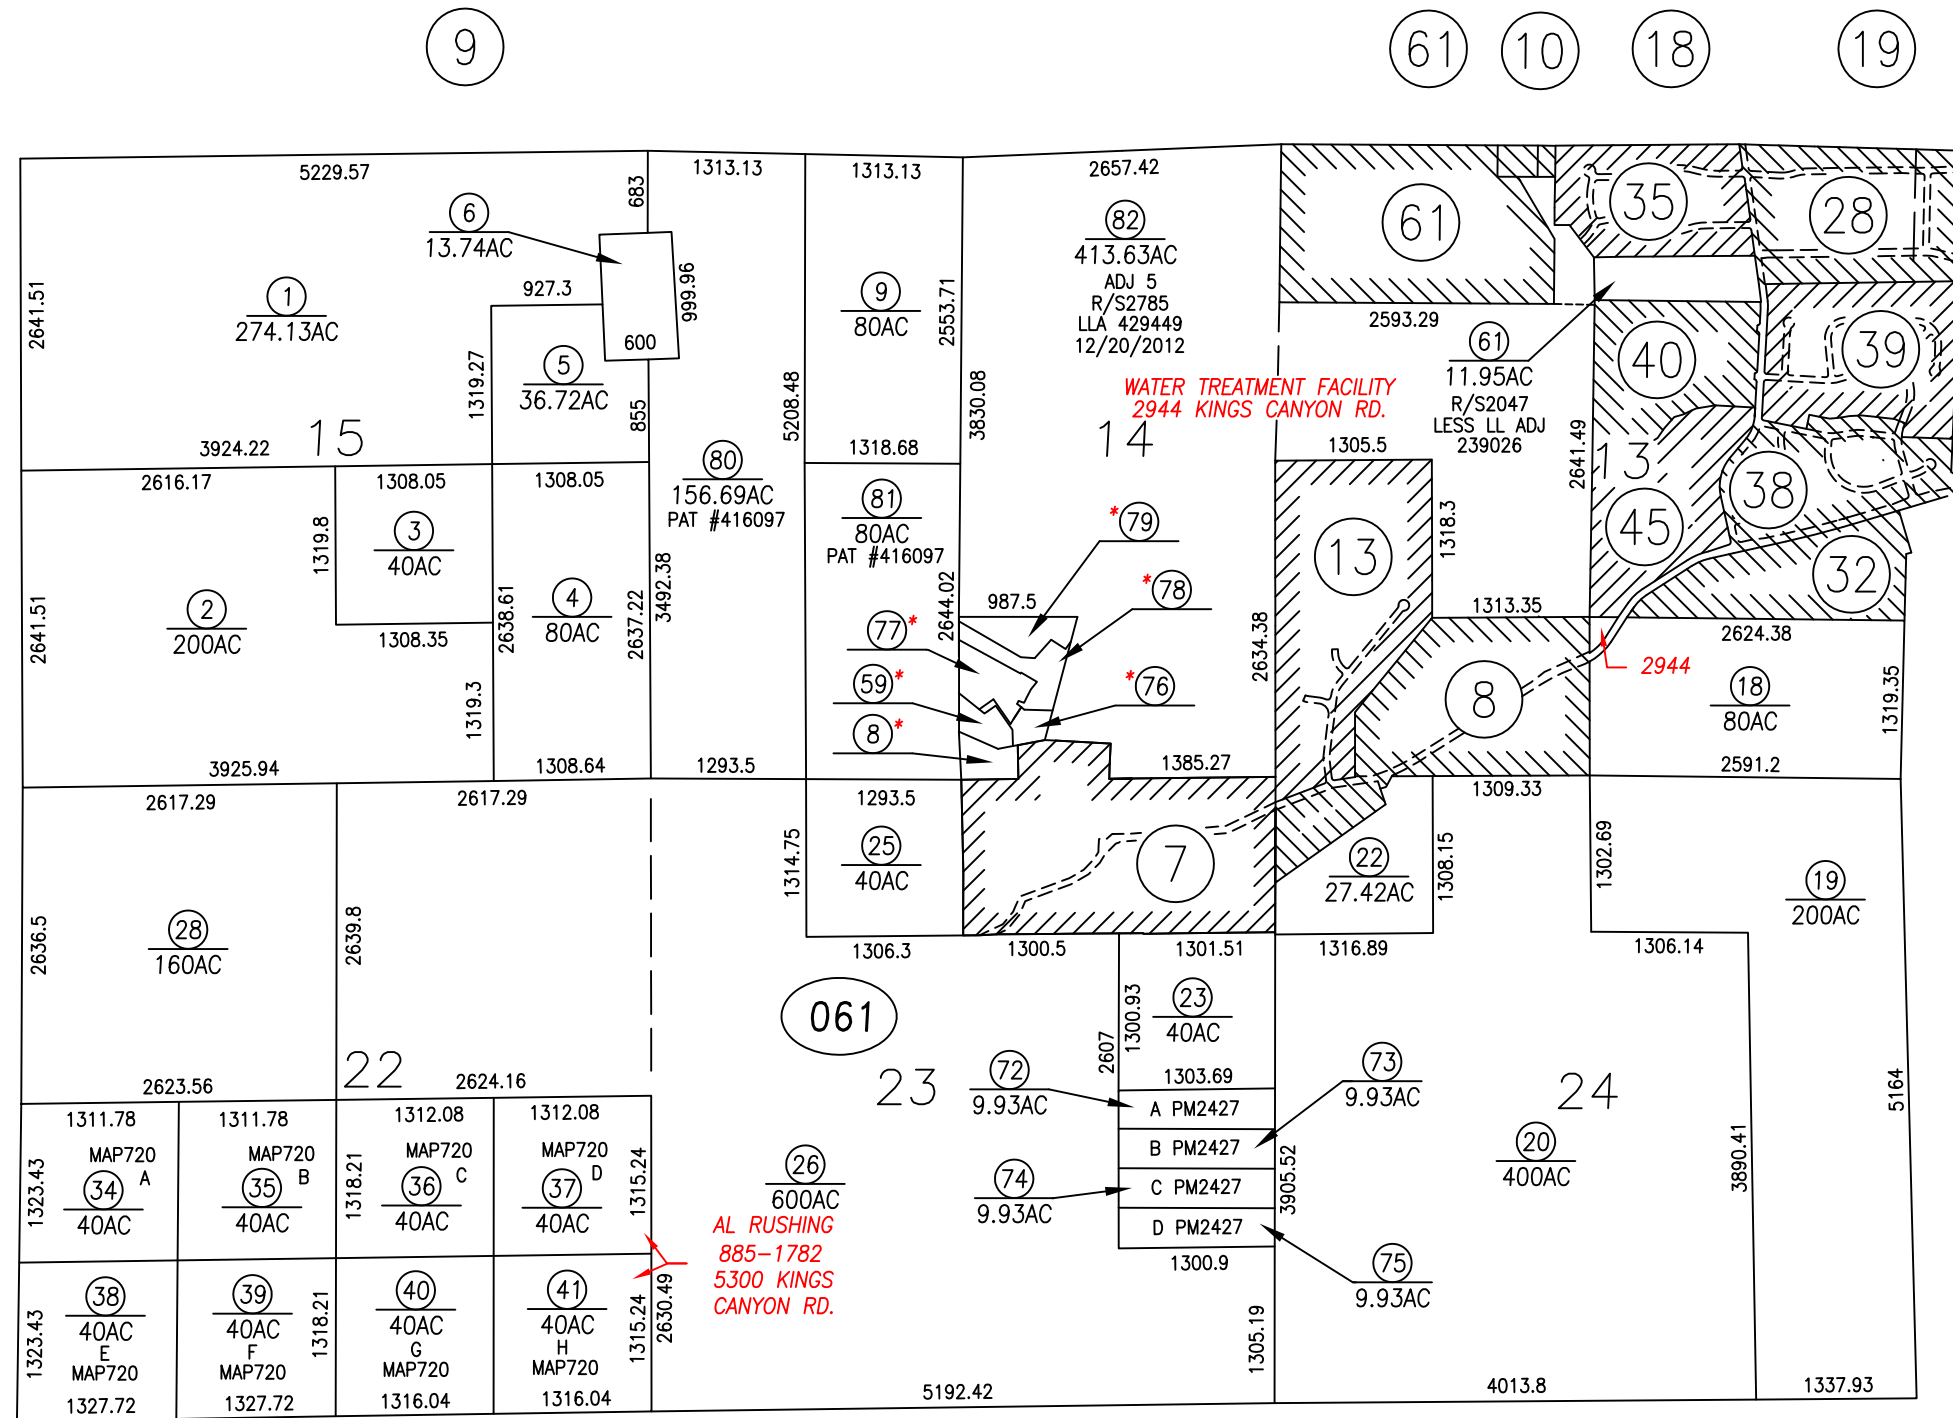 9
61
10
18
19
5229.57
683
1313.13
1313.13
2657.42
6
13.74AC
82
413.63AC
ADJ 5
R/S2785
LLA 429449
12/20/2012
61
35
28
1
274.13AC
2641.51
927.3
999.96
600
9
80AC
2553.71
2593.29
61
11.95AC
R/S2047
LESS LL ADJ
239026
40
39
1319.27
5
36.72AC
855
5208.48
3830.08
WATER TREATMENT FACILITY
2944 KINGS CANYON RD.
15
14
13
3924.22
1318.68
1305.5
2641.49
2616.17
1308.05
1308.05
80
156.69AC
PAT #416097
81
80AC
PAT #416097
*79
13
1318.3
45
38
32
1319.8
3
40AC
2641.51
2
200AC
1308.35
2638.61
4
80AC
2637.22
3492.38
2644.02
987.5
*78
77*
59*
8*
*76
2634.38
1313.35
2624.38
2944
8
18
80AC
1319.35
1319.3
3925.94
1308.64
1293.5
1385.27
2591.2
2617.29
2617.29
1293.5
1309.33
1314.75
25
40AC
7
22
27.42AC
1308.15
1302.69
19
200AC
2636.5
28
160AC
2639.8
1306.3
1300.5
1301.51
1316.89
1306.14
061
1300.93
2607
23
40AC
22
23
24
2623.56
2624.16
72
9.93AC
1303.69
73
9.93AC
5164
1311.78
1311.78
1312.08
1312.08
A PM2427
B PM2427
C PM2427
D PM2427
1323.43
MAP720
34
A
40AC
MAP720
35
B
40AC
1318.21
MAP720
36
C
40AC
MAP720
37
D
40AC
1315.24
26
600AC
AL RUSHING
885-1782
5300 KINGS
CANYON RD.
74
9.93AC
3905.52
20
400AC
3890.41
1300.9
75
9.93AC
1323.43
38
40AC
E
MAP720
39
40AC
F
MAP720
1318.21
40
40AC
G
MAP720
41
40AC
H
MAP720
1315.24
2630.49
1305.19
1327.72
1327.72
1316.04
1316.04
5192.42
4013.8
1337.93